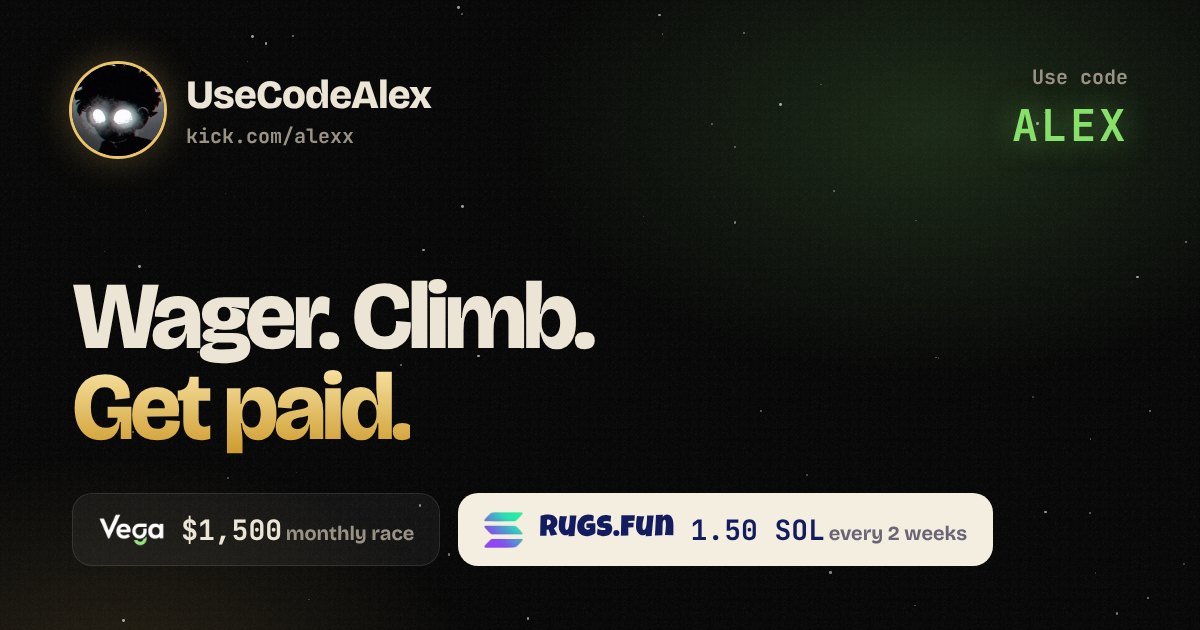 UseCodeAlex
kick.com/alexx
Use code
ALEX
Wager. Climb.
Get paid.
Vega $1,500 monthly race
RUGS.FUN 1.50 SOL every 2 weeks